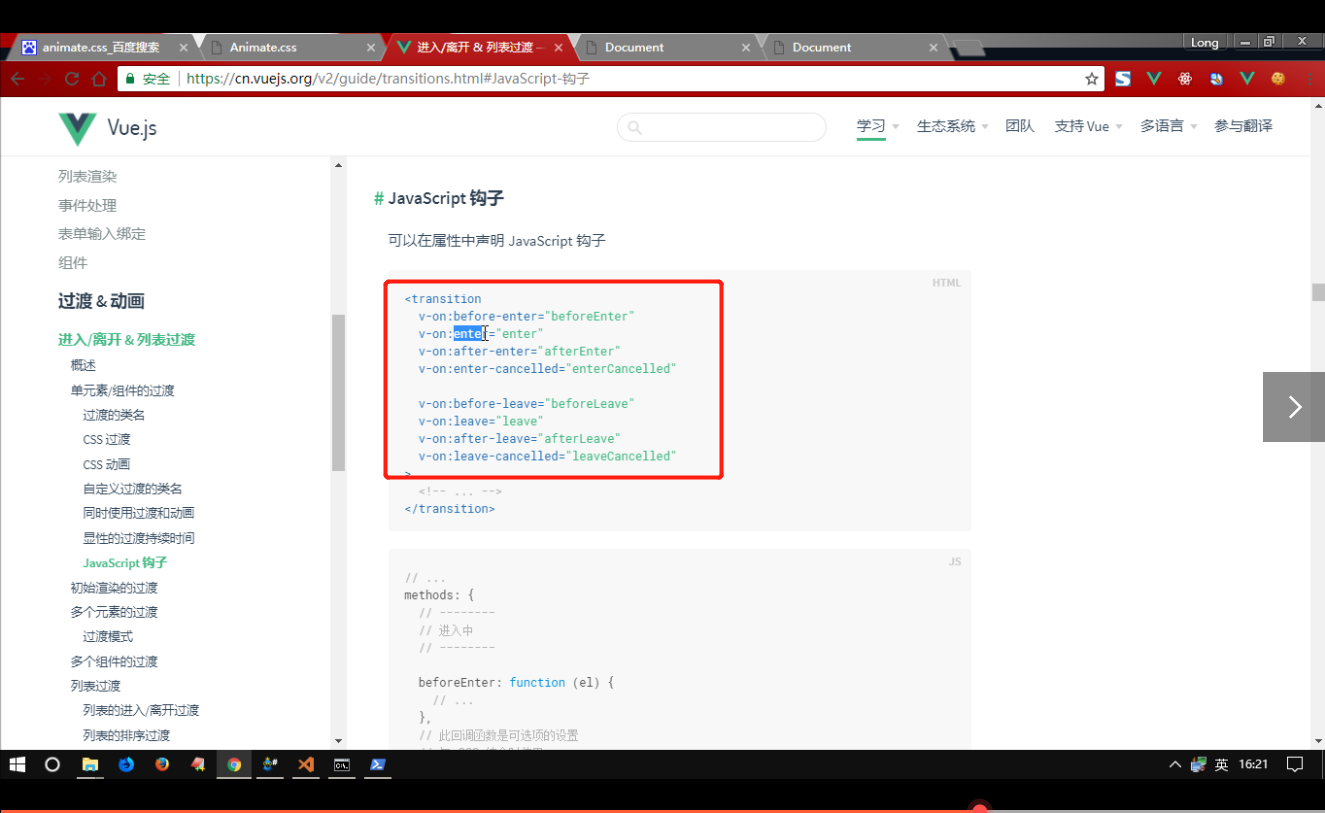 animate.css_百度搜索
Animate.css
进入/离开 & 列表过渡 —
Document
Document
Long
安全
https://cn.vuejs.org/v2/guide/transitions.html#JavaScript-钩子
Vue.js
学习
生态系统
团队
支持 Vue
多语言
参与翻译
列表渲染
事件处理
表单输入绑定
组件
过渡 & 动画
进入/离开 & 列表过渡
概述
单元素/组件的过渡
过渡的类名
CSS 过渡
CSS 动画
自定义过渡的类名
同时使用过渡和动画
显性的过渡持续时间
JavaScript 钩子
初始渲染的过渡
多个元素的过渡
过渡模式
多个组件的过渡
列表过渡
列表的进入/离开过渡
列表的排序过渡
# JavaScript 钩子
可以在属性中声明 JavaScript 钩子
HTML
<transition
v-on:before-enter="beforeEnter"
v-on:enter="enter"
v-on:after-enter="afterEnter"
v-on:enter-cancelled="enterCancelled"
v-on:before-leave="beforeLeave"
v-on:leave="leave"
v-on:after-leave="afterLeave"
v-on:leave-cancelled="leaveCancelled"
>
<!-- ... -->
</transition>
JS
// ...
methods: {
// --------
// 进入中
// --------
beforeEnter: function (el) {
// ...
},
// 此回调函数是可选项的设置
英
16:21